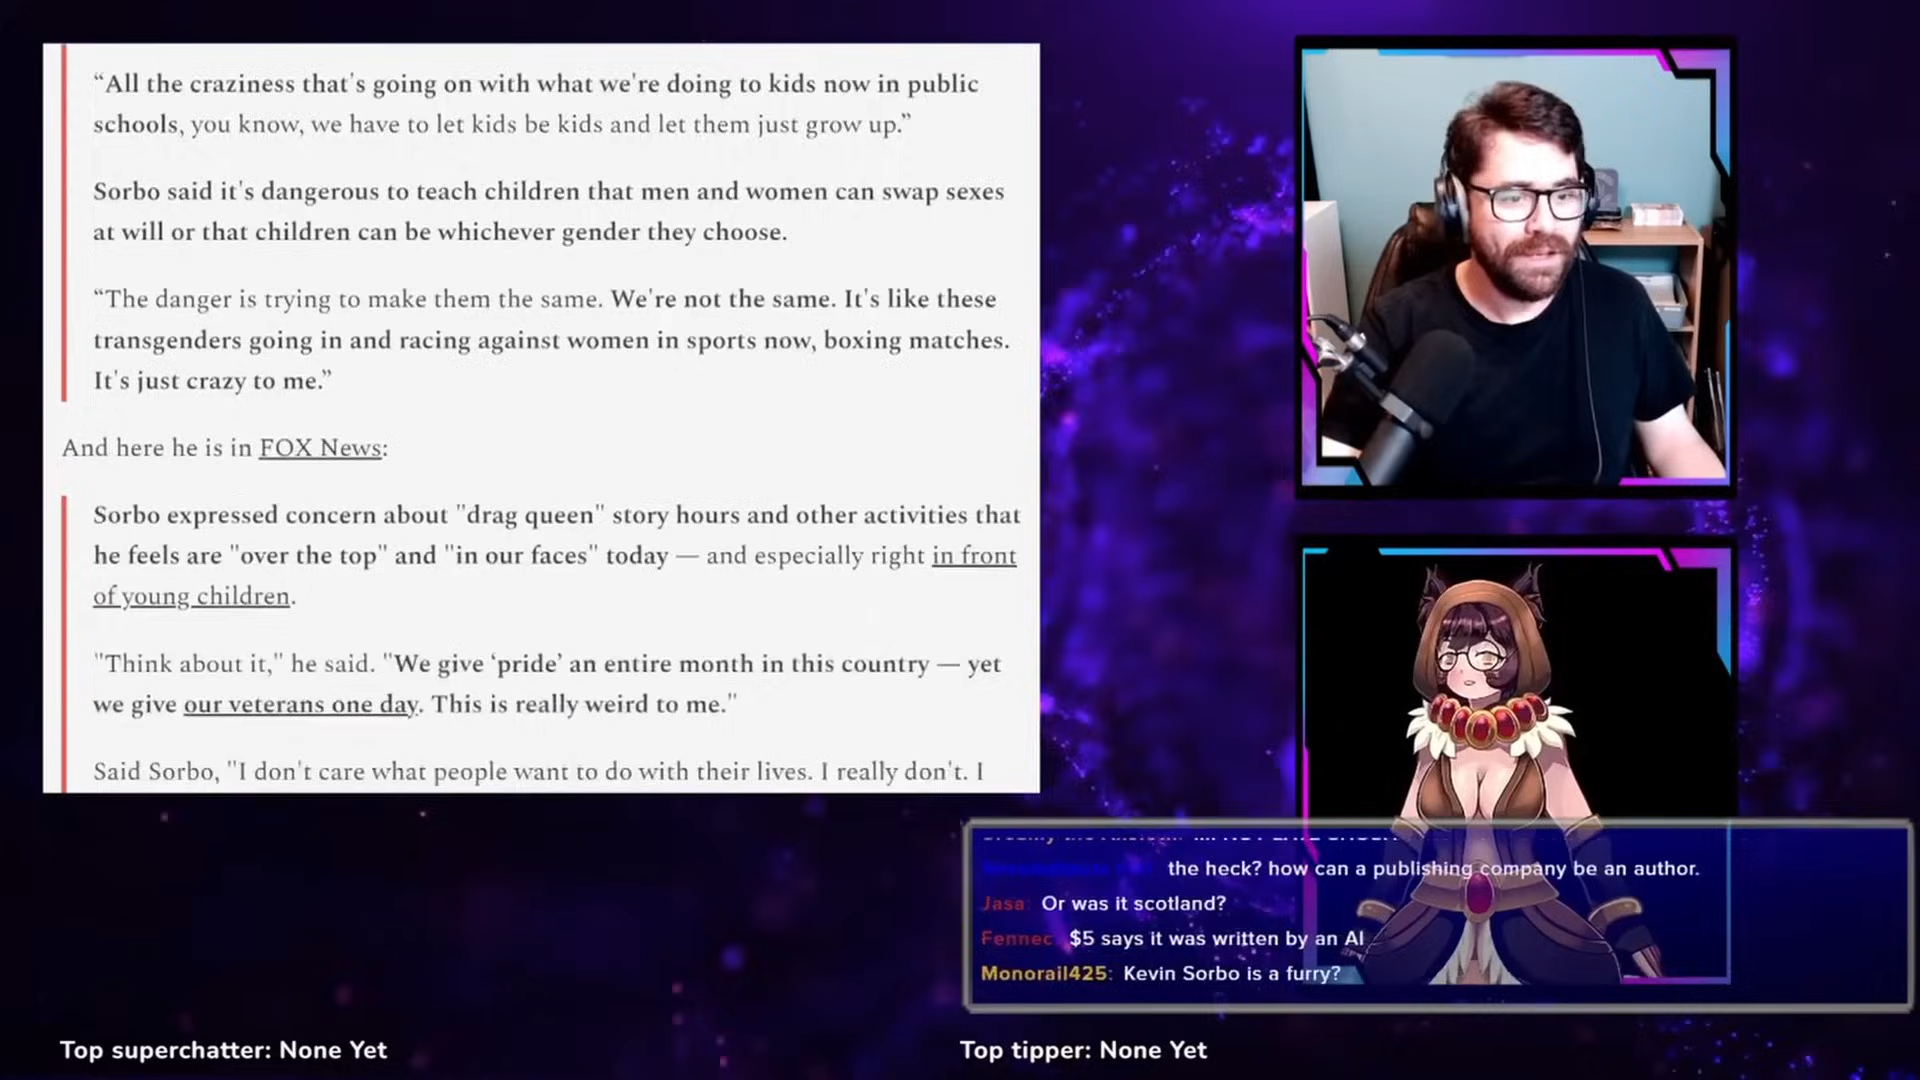 “All the craziness that's going on with what we're doing to kids now in public
schools, you know, we have to let kids be kids and let them just grow up.”
Sorbo said it's dangerous to teach children that men and women can swap sexes
at will or that children can be whichever gender they choose.
“The danger is trying to make them the same. We're not the same. It's like these
transgenders going in and racing against women in sports now, boxing matches.
It's just crazy to me.”
And here he is in FOX News:
Sorbo expressed concern about "drag queen" story hours and other activities that
he feels are "over the top" and "in our faces" today — and especially right in front
of young children.
"Think about it," he said. "We give ‘pride’ an entire month in this country — yet
we give our veterans one day. This is really weird to me."
Said Sorbo, "I don't care what people want to do with their lives. I really don't. I
the heck? how can a publishing company be an author.
Jasa: Or was it scotland?
Fennec: $5 says it was written by an AI
Monorail425: Kevin Sorbo is a furry?
Top superchatter: None Yet
Top tipper: None Yet